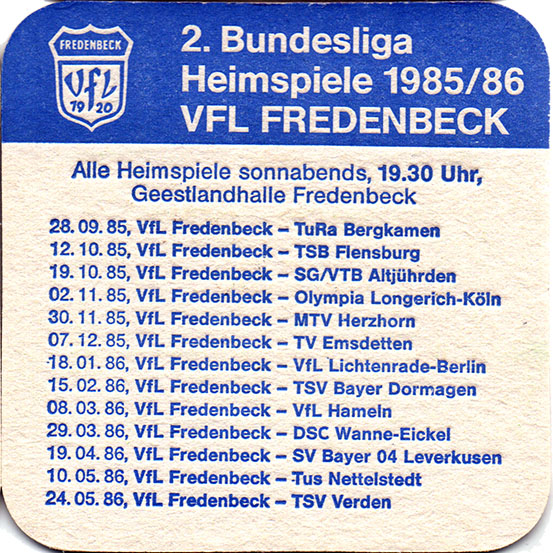 FREDENBECK
VfL
19 20
2. Bundesliga
Heimspiele 1985/86
VFL FREDENBECK
Alle Heimspiele sonnabends, 19.30 Uhr,
Geestlandhalle Fredenbeck
28. 09. 85, VfL Fredenbeck – TuRa Bergkamen
12. 10. 85, VfL Fredenbeck – TSB Flensburg
19. 10. 85, VfL Fredenbeck – SG/VTB Altjührden
02. 11. 85, VfL Fredenbeck – Olympia Longerich-Köln
30. 11. 85, VfL Fredenbeck – MTV Herzhorn
07. 12. 85, VfL Fredenbeck – TV Emsdetten
18. 01. 86, VfL Fredenbeck – VfL Lichtenrade-Berlin
15. 02. 86, VfL Fredenbeck – TSV Bayer Dormagen
08. 03. 86, VfL Fredenbeck – VfL Hameln
29. 03. 86, VfL Fredenbeck – DSC Wanne-Eickel
19. 04. 86, VfL Fredenbeck – SV Bayer 04 Leverkusen
10. 05. 86, VfL Fredenbeck – Tus Nettelstedt
24. 05. 86, VfL Fredenbeck – TSV Verden